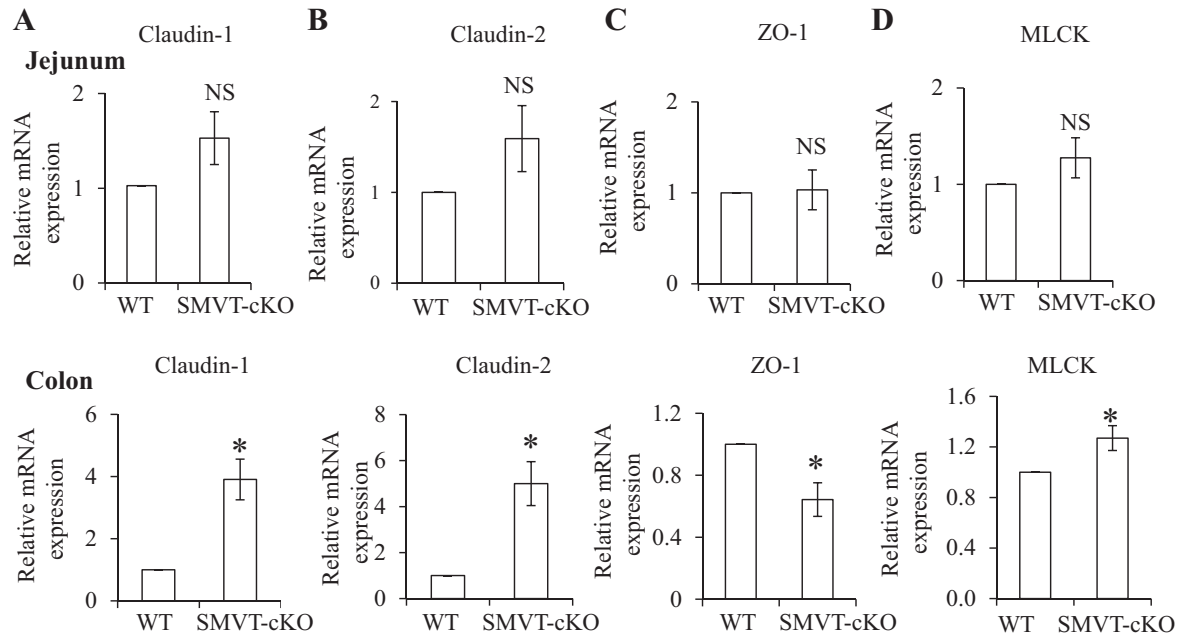 A
Claudin-1
B
Claudin-2
C
ZO-1
D
MLCK
Jejunum
Relative mRNA
expression
2
1
0
NS
WT SMVT-cKO
Relative mRNA
expression
2
1
0
NS
WT SMVT-cKO
Relative mRNA
expression
2
1
0
NS
WT SMVT-cKO
Relative mRNA
expression
2
1
0
NS
WT SMVT-cKO
Colon
Claudin-1
Relative mRNA
expression
6
4
2
0
*
WT SMVT-cKO
Claudin-2
Relative mRNA
expression
8
6
4
2
0
*
WT SMVT-cKO
ZO-1
Relative mRNA
expression
1.2
0.9
0.6
0.3
0
*
WT SMVT-cKO
MLCK
Relative mRNA
expression
1.6
1.2
0.8
0.4
0.0
*
WT SMVT-cKO